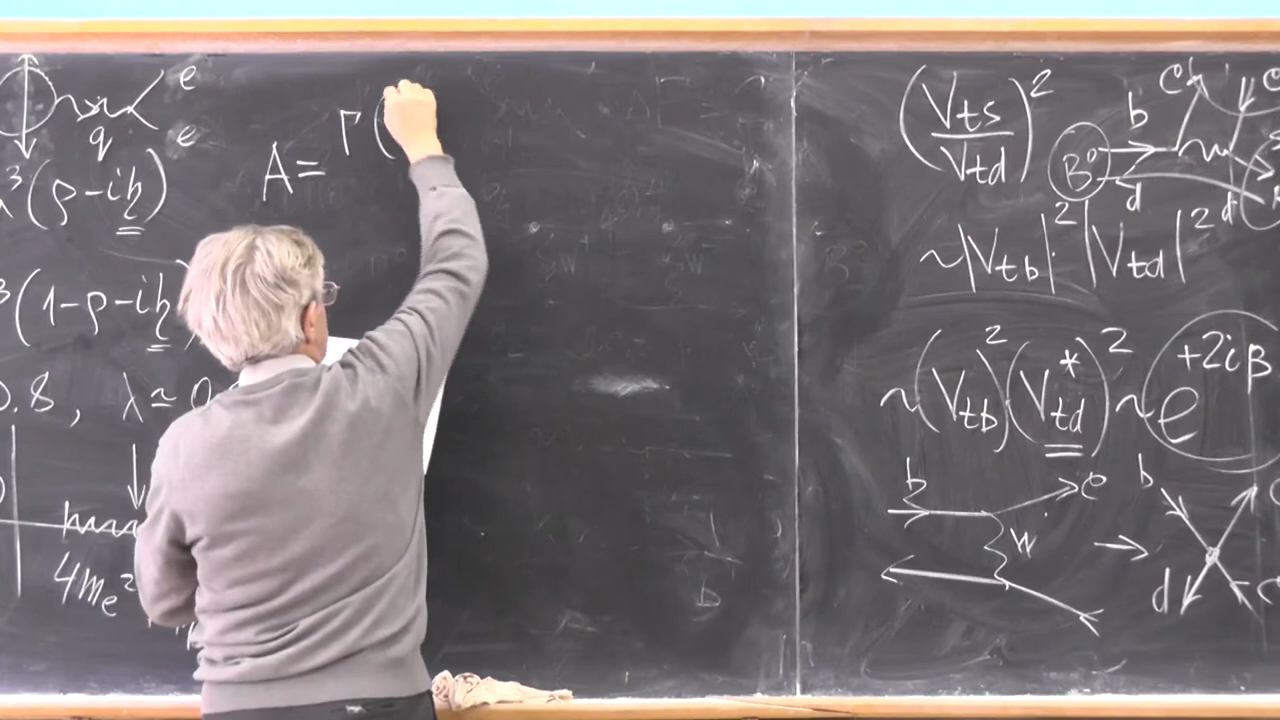 e
q e
λ³(ρ-iη)
³(1-ρ-iη)
0.8, λ≃0
4me²
A= Γ(
(Vts/Vtd)²
b
B⁰
d
d
~|Vtb|²|Vtd|²
~(Vtb)²(V*td)²~e^{+2iβ}
b
c
W
→
b
d